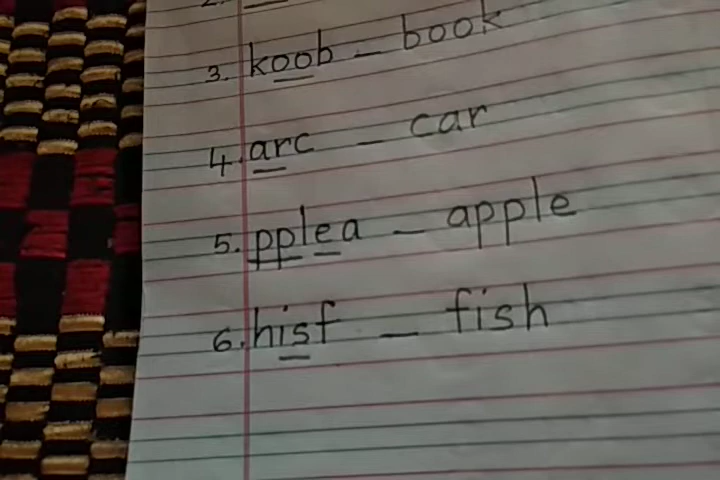 3. koob - book
4. arc - car
5. pplea - apple
6. hisf - fish